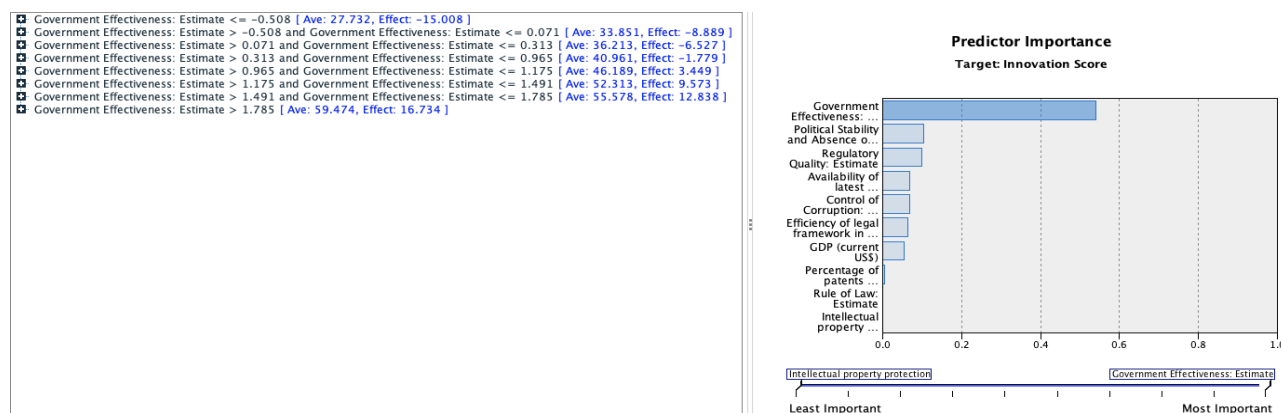 Government Effectiveness: Estimate <= -0.508 [ Ave: 27.732, Effect: -15.008 ]
Government Effectiveness: Estimate > -0.508 and Government Effectiveness: Estimate <= 0.071 [ Ave: 33.851, Effect: -8.889 ]
Government Effectiveness: Estimate > 0.071 and Government Effectiveness: Estimate <= 0.313 [ Ave: 36.213, Effect: -6.527 ]
Government Effectiveness: Estimate > 0.313 and Government Effectiveness: Estimate <= 0.965 [ Ave: 40.961, Effect: -1.779 ]
Government Effectiveness: Estimate > 0.965 and Government Effectiveness: Estimate <= 1.175 [ Ave: 46.189, Effect: 3.449 ]
Government Effectiveness: Estimate > 1.175 and Government Effectiveness: Estimate <= 1.491 [ Ave: 52.313, Effect: 9.573 ]
Government Effectiveness: Estimate > 1.491 and Government Effectiveness: Estimate <= 1.785 [ Ave: 55.578, Effect: 12.838 ]
Government Effectiveness: Estimate > 1.785 [ Ave: 59.474, Effect: 16.734 ]
Predictor Importance
Target: Innovation Score
Government
Effectiveness: ...
Political Stability
and Absence o...
Regulatory
Quality: Estimate
Availability of
latest ...
Control of
Corruption: ...
Efficiency of legal
framework in ...
GDP (current
US$)
Percentage of
patents ...
Rule of Law:
Estimate
Intellectual
property ...
0.0 0.2 0.4 0.6 0.8 1.0
Intellectual property protection Government Effectiveness: Estimate
Least Important Most Important